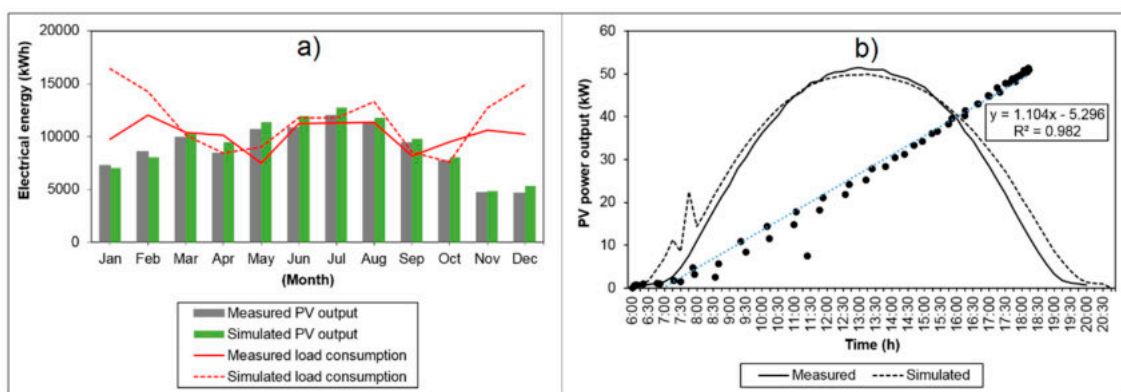 a)
Electrical energy (kWh)
20000
15000
10000
5000
0
Jan Feb Mar Apr May Jun Jul Aug Sep Oct Nov Dec
(Month)
Measured PV output
Simulated PV output
Measured load consumption
Simulated load consumption
b)
PV power output (kW)
60
50
40
30
20
10
0
y = 1.104x - 5.296
R² = 0.982
6:00 6:30 7:00 7:30 8:00 8:30 9:00 9:30 10:00 10:30 11:00 11:30 12:00 12:30 13:00 13:30 14:00 14:30 15:00 15:30 16:00 16:30 17:00 17:30 18:00 18:30 19:00 19:30 20:00 20:30
Time (h)
Measured Simulated